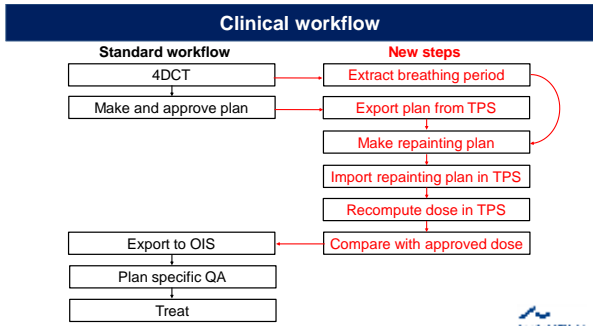 Clinical workflow
Standard workflow
New steps
4DCT
Extract breathing period
Make and approve plan
Export plan from TPS
Make repainting plan
Import repainting plan in TPS
Recompute dose in TPS
Export to OIS
Compare with approved dose
Plan specific QA
Treat